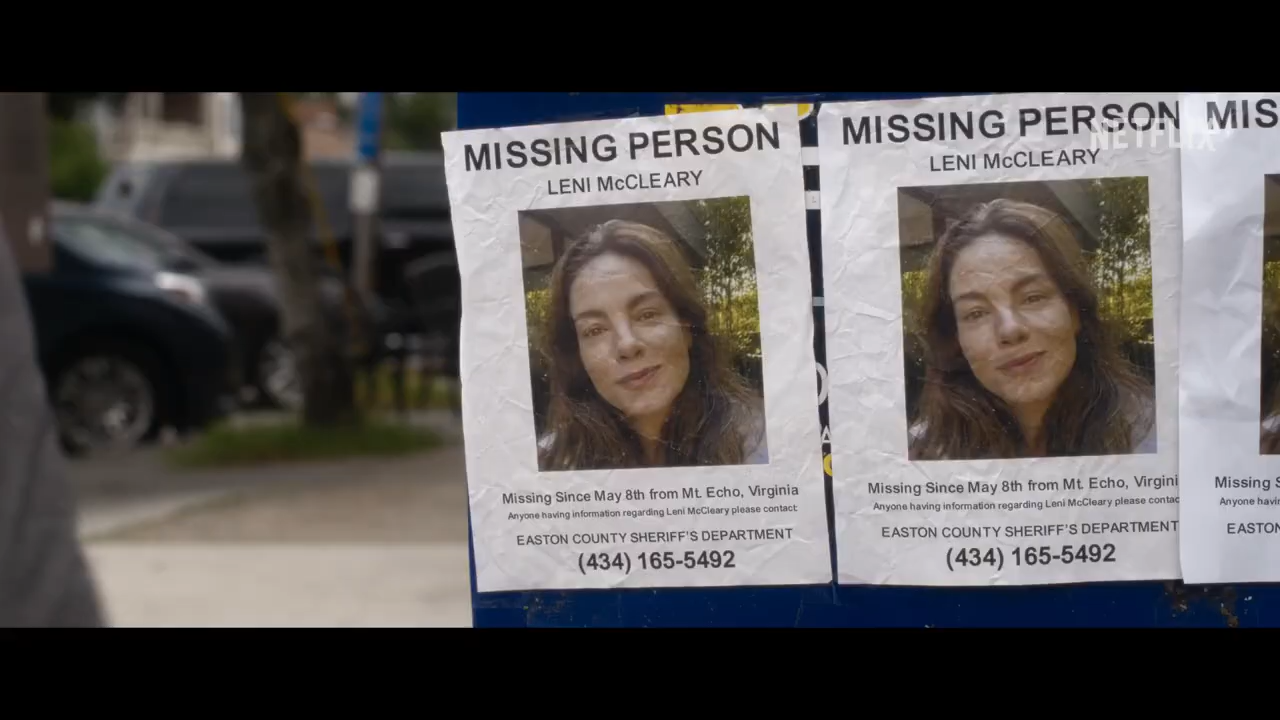 MISSING PERSON
LENI McCLEARY
Missing Since May 8th from Mt. Echo, Virginia
Anyone having information regarding Leni McCleary please contact:
EASTON COUNTY SHERIFF'S DEPARTMENT
(434) 165-5492
MISSING PERSON
LENI McCLEARY
Missing Since May 8th from Mt. Echo, Virgini
Anyone having information regarding Leni McCleary please contac
EASTON COUNTY SHERIFF'S DEPARTMENT
(434) 165-5492
NETFLIX
MIS
Missing S
Anyone hav
EASTON